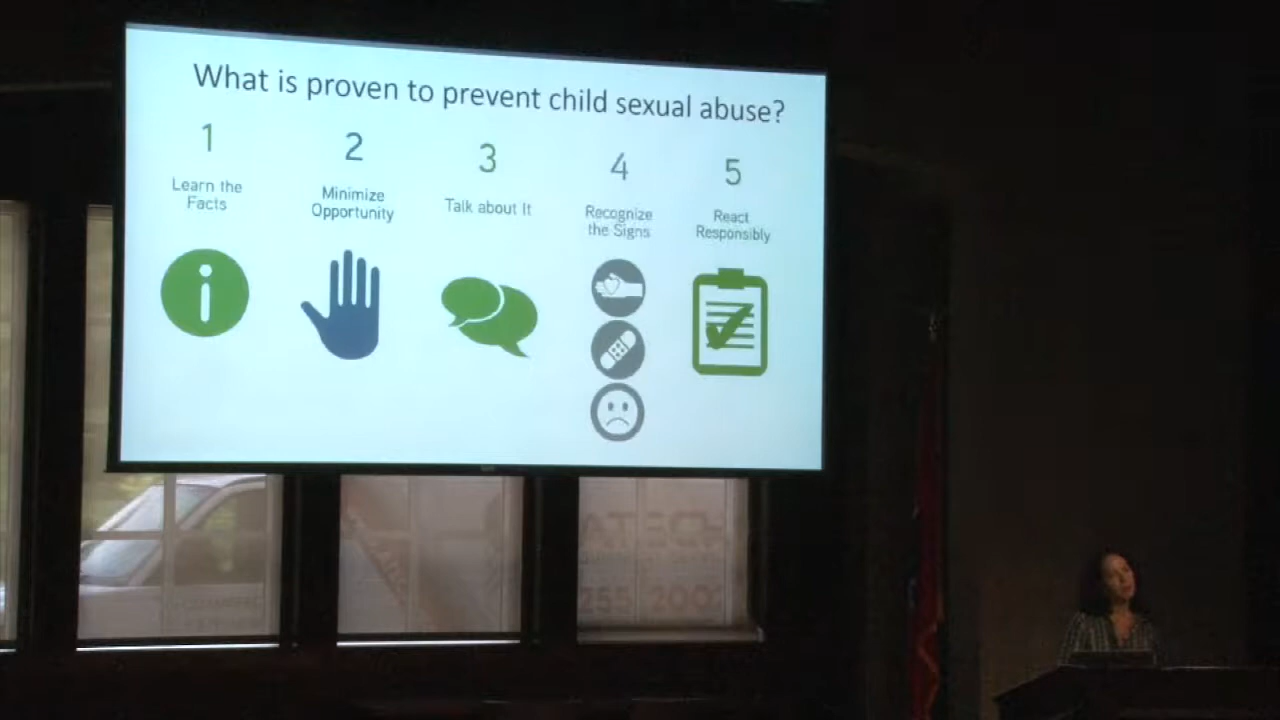 What is proven to prevent child sexual abuse?
1
Learn the
Facts
2
Minimize
Opportunity
3
Talk about It
4
Recognize
the Signs
5
React
Responsibly